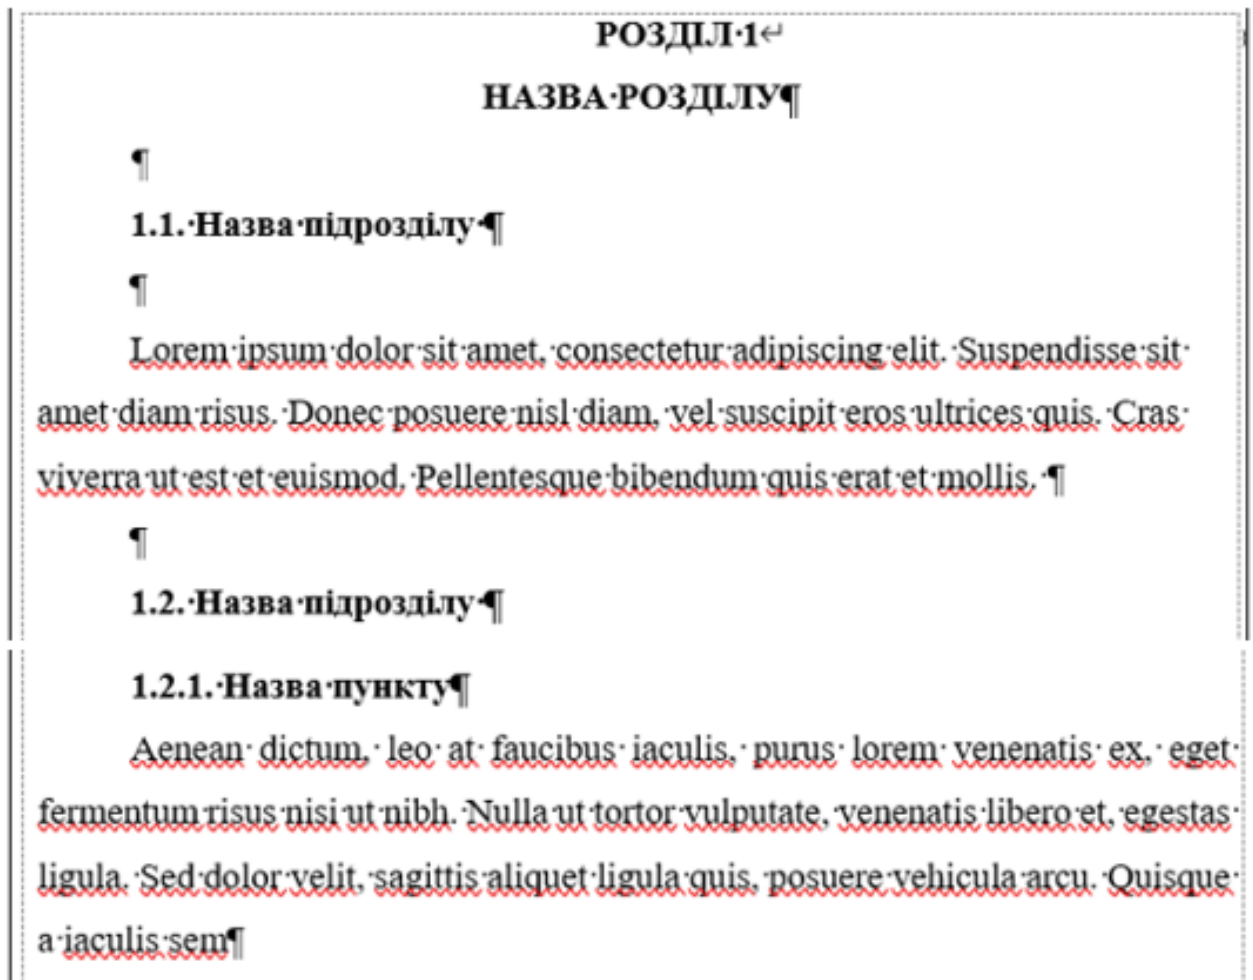 РОЗДІЛ·1↵
НАЗВА·РОЗДІЛУ¶
¶
1.1.·Назва·підрозділу·¶
¶
Lorem·ipsum·dolor·sit·amet,·consectetur·adipiscing·elit.·Suspendisse·sit·
amet·diam·risus.·Donec·posuere·nisl·diam,·vel·suscipit·eros·ultrices·quis.·Cras·
viverra·ut·est·et·euismod.·Pellentesque·bibendum·quis·erat·et·mollis.·¶
¶
1.2.·Назва·підрозділу·¶
1.2.1.·Назва·пункту¶
Aenean·dictum,·leo·at·faucibus·iaculis,·purus·lorem·venenatis·ex,·eget·
fermentum·risus·nisi·ut·nibh.·Nulla·ut·tortor·vulputate,·venenatis·libero·et,·egestas·
ligula.·Sed·dolor·velit,·sagittis·aliquet·ligula·quis,·posuere·vehicula·arcu.·Quisque·
a·iaculis·sem¶